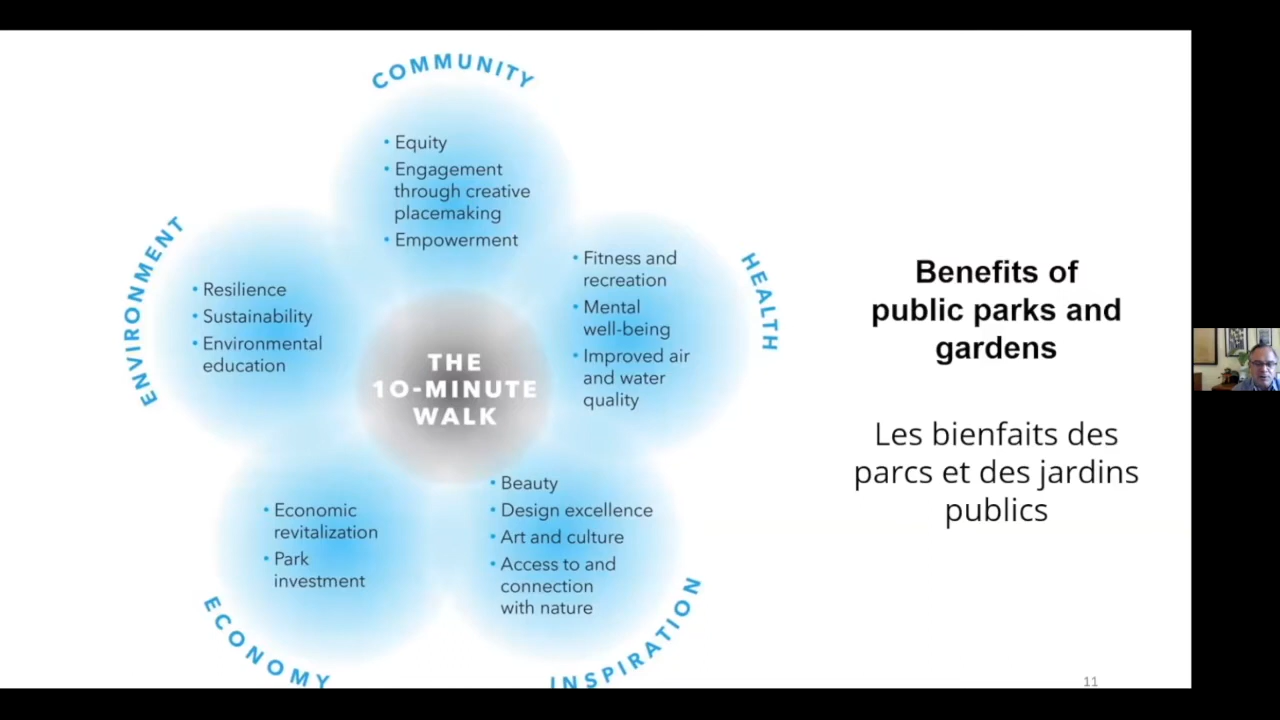 COMMUNITY
• Equity
• Engagement
through creative
placemaking
• Empowerment
HEALTH
• Fitness and
recreation
• Mental
well-being
• Improved air
and water
quality
ENVIRONMENT
• Resilience
• Sustainability
• Environmental
education
THE
10-MINUTE
WALK
• Beauty
• Design excellence
• Art and culture
• Access to and
connection
with nature
INSPIRATION
• Economic
revitalization
• Park
investment
ECONOMY
Benefits of
public parks and
gardens
Les bienfaits des
parcs et des jardins
publics
11